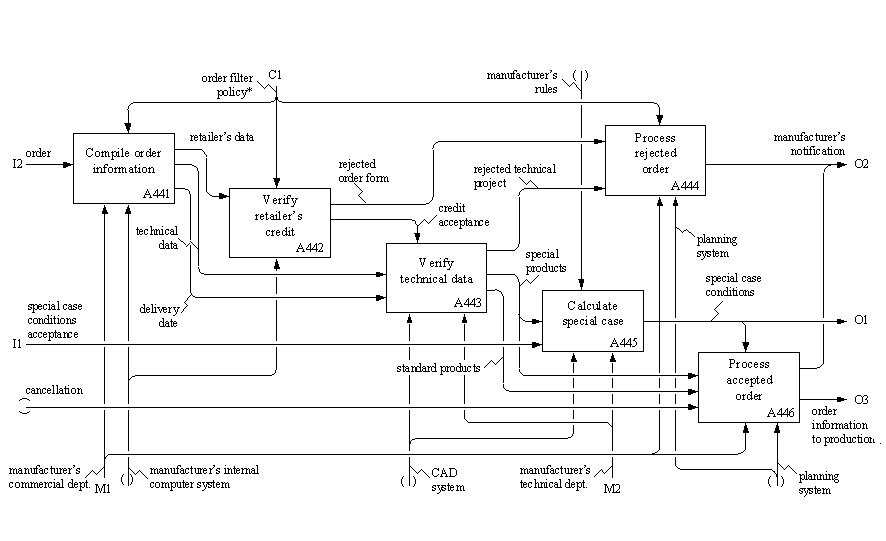 order filter
policy*
C1
manufacturer's
rules
( )
I2
order
Compile order
information
A441
retailer's data
Verify
retailer's
credit
A442
rejected
order form
rejected technical
project
Process
rejected
order
A444
manufacturer's
notification
O2
credit
acceptance
technical
data
delivery
date
Verify
technical data
A443
special
products
planning
system
special case
conditions
Calculate
special case
A445
O1
special case
conditions
acceptance
I1
standard products
Process
accepted
order
A446
cancellation
O3
order
information
to production
manufacturer's
commercial dept.
M1
( )
manufacturer's internal
computer system
( )
CAD
system
manufacturer's
technical dept.
M2
( )
planning
system